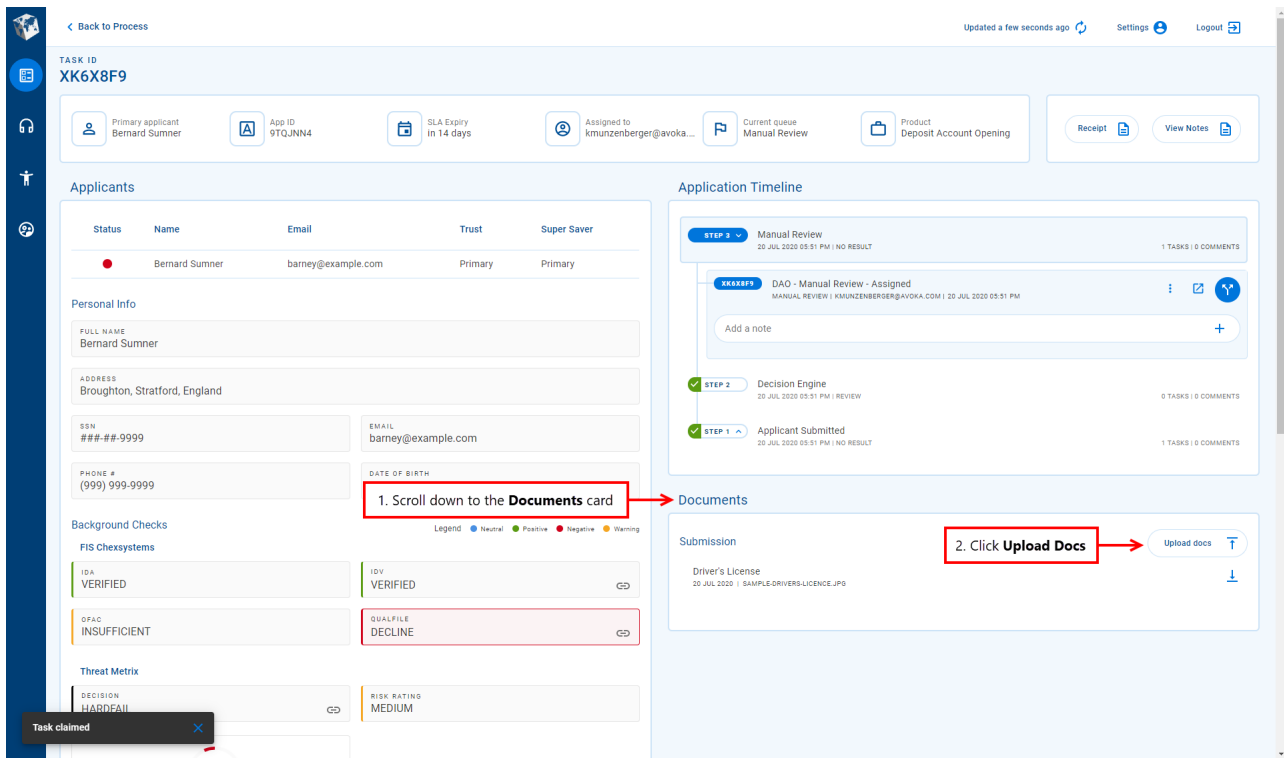 Back to Process
Updated a few seconds ago
Settings
Logout
TASK ID
XK6X8F9
Primary applicant
Bernard Sumner
App ID
9TQJNN4
SLA Expiry
in 14 days
Assigned to
kmunzenberger@avoka...
Current queue
Manual Review
Product
Deposit Account Opening
Receipt
View Notes
Applicants
Status Name Email Trust Super Saver
Bernard Sumner barney@example.com Primary Primary
Personal Info
FULL NAME
Bernard Sumner
ADDRESS
Broughton, Stratford, England
SSN
###-##-9999
EMAIL
barney@example.com
PHONE #
(999) 999-9999
DATE OF BIRTH
1. Scroll down to the Documents card
Background Checks
Legend Neutral Positive Negative Warning
FIS Chexsystems
IDA
VERIFIED
IDV
VERIFIED
OFAC
INSUFFICIENT
QUALFILE
DECLINE
Threat Metrix
DECISION
HARDFAIL
RISK RATING
MEDIUM
Task claimed
Application Timeline
STEP 3 Manual Review
20 JUL 2020 05:51 PM | NO RESULT
1 TASKS | 0 COMMENTS
XK6X8F9 DAO - Manual Review - Assigned
MANUAL REVIEW | KMUNZENBERGER@AVOKA.COM | 20 JUL 2020 05:51 PM
Add a note
STEP 2 Decision Engine
20 JUL 2020 05:51 PM | REVIEW
0 TASKS | 0 COMMENTS
STEP 1 Applicant Submitted
20 JUL 2020 05:51 PM | NO RESULT
1 TASKS | 0 COMMENTS
Documents
Submission
2. Click Upload Docs
Upload docs
Driver's License
20 JUL 2020 | SAMPLE-DRIVERS-LICENCE.JPG